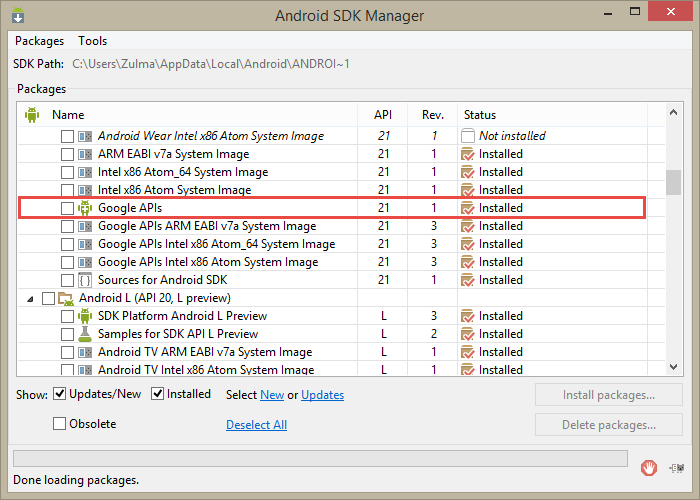 Android SDK Manager
Packages Tools
SDK Path: C:\Users\Zulma\AppData\Local\Android\ANDROI~1
Packages
Name API Rev. Status
Android Wear Intel x86 Atom System Image 21 1 Not installed
ARM EABI v7a System Image 21 1 Installed
Intel x86 Atom_64 System Image 21 1 Installed
Intel x86 Atom System Image 21 1 Installed
Google APIs 21 1 Installed
Google APIs ARM EABI v7a System Image 21 3 Installed
Google APIs Intel x86 Atom_64 System Image 21 3 Installed
Google APIs Intel x86 Atom System Image 21 3 Installed
Sources for Android SDK 21 1 Installed
Android L (API 20, L preview)
SDK Platform Android L Preview L 3 Installed
Samples for SDK API L Preview L 2 Installed
Android TV ARM EABI v7a System Image L 1 Installed
Android TV Intel x86 Atom System Image L 1 Installed
Show: Updates/New Installed Select New or Updates Install packages...
Obsolete Deselect All Delete packages...
Done loading packages.